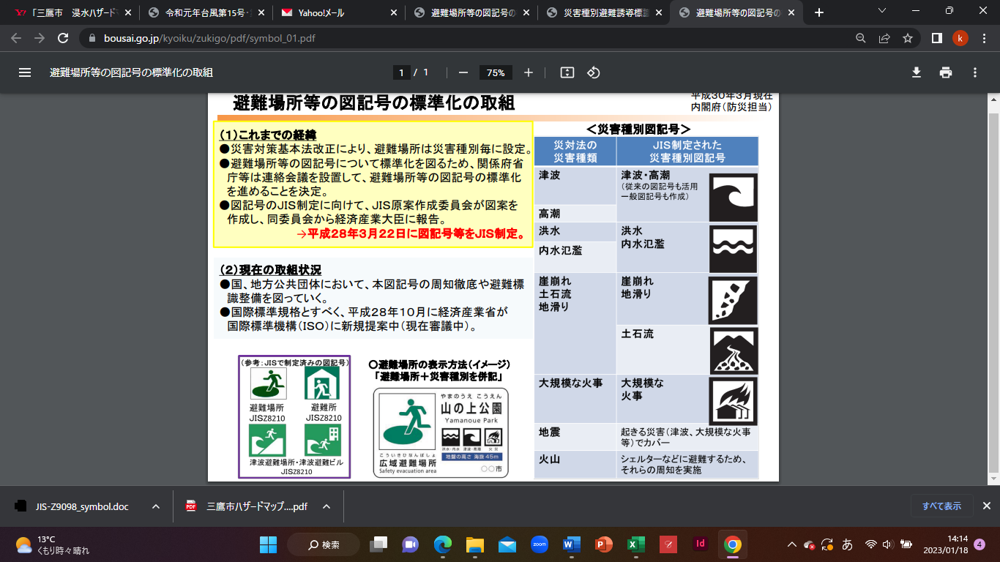 「三鷹市　浸水ハザードマ
令和元年台風第15号・
Yahoo!メール
避難場所等の図記号の
災害種別避難誘導標識
避難場所等の図記号の
bousai.go.jp/kyoiku/zukigo/pdf/symbol_01.pdf
k
避難場所等の図記号の標準化の取組
1 / 1
75%
避難場所等の図記号の標準化の取組
平成30年3月現在
内閣府（防災担当）
（1）これまでの経緯
●災害対策基本法改正により、避難場所は災害種別毎に設定。
●避難場所等の図記号について標準化を図るため、関係府省
庁等は連絡会議を設置して、避難場所等の図記号の標準化
を進めることを決定。
●図記号のJIS制定に向けて、JIS原案作成委員会が図案を
作成し、同委員会から経済産業大臣に報告。
→平成28年3月22日に図記号等をJIS制定。
（2）現在の取組状況
●国、地方公共団体において、本図記号の周知徹底や避難標
識整備を図っていく。
●国際標準規格とすべく、平成28年10月に経済産業省が
国際標準機構（ISO）に新規提案中（現在審議中）。
（参考：JISで制定済みの図記号）
避難場所
JISZ8210
避難所
JISZ8210
津波避難場所・津波避難ビル
JISZ8210
〇避難場所の表示方法（イメージ）
「避難場所＋災害種別を併記」
やまのうえ こうえん
山の上公園
Yamanoue Park
洪水・内水
津波・高潮
火災
地盤の高さ 海抜 45m
こういきひなんばしょ
広域避難場所
Safety evacuation area
〇〇市
＜災害種別図記号＞
災対法の
災害種類
JIS制定された
災害種別図記号
津波
津波・高潮
（従来の図記号も活用
一般図記号も作成）
高潮
洪水
内水氾濫
洪水
内水氾濫
崖崩れ
土石流
地滑り
崖崩れ
地滑り
土石流
大規模な火事
大規模な
火事
地震
起きる災害（津波、大規模な火事
等）でカバー
火山
シェルターなどに避難するため、
それらの周知を実施
JIS-Z9098_symbol.doc
PDF
三鷹市ハザードマップ....pdf
すべて表示
13°C
くもり時々晴れ
検索
zoom
W
P
X
Id
あ
14:14
2023/01/18
4